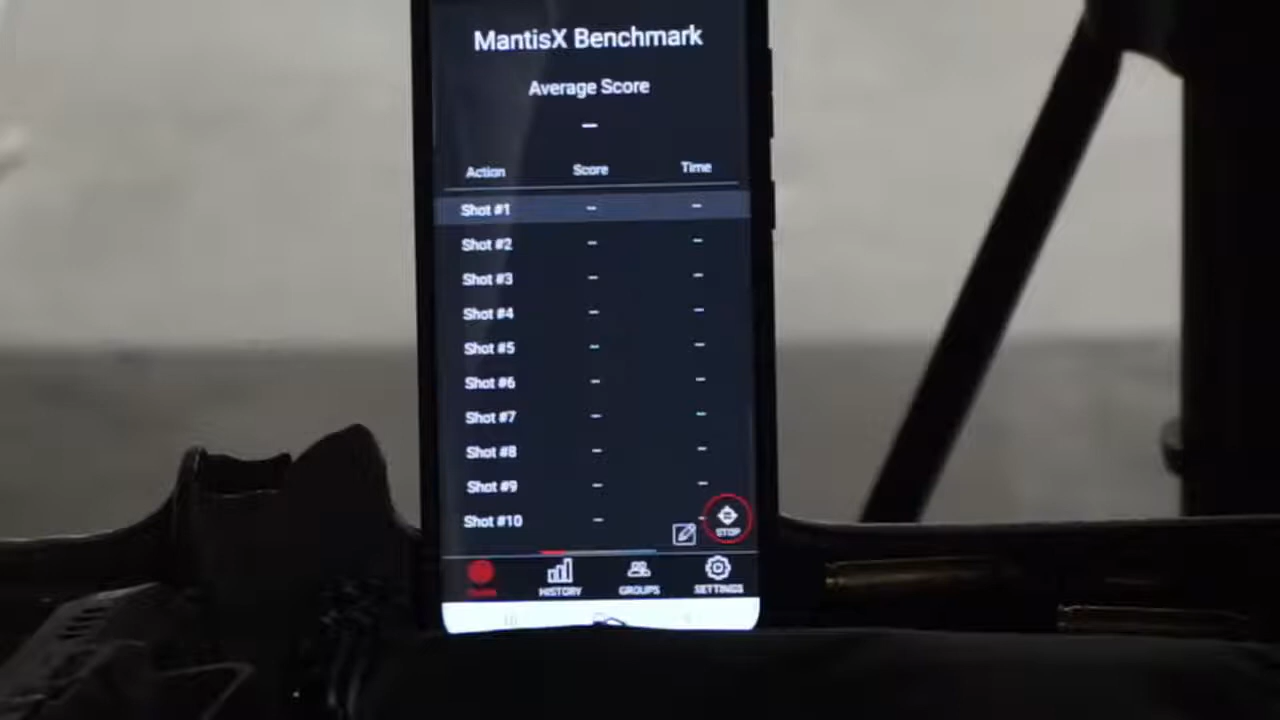 MantisX Benchmark
Average Score
--
Action Score Time
Shot #1 -- --
Shot #2 -- --
Shot #3 -- --
Shot #4 -- --
Shot #5 -- --
Shot #6 -- --
Shot #7 -- --
Shot #8 -- --
Shot #9 -- --
Shot #10 -- --
STOP
HISTORY GROUPS SETTINGS